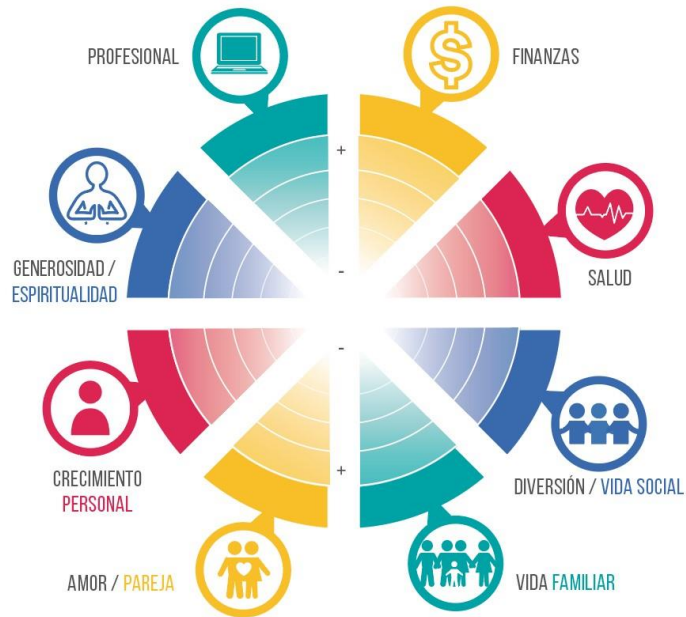 PROFESIONAL
FINANZAS
+
GENEROSIDAD /
ESPIRITUALIDAD
-
SALUD
-
CRECIMIENTO
PERSONAL
+
DIVERSIÓN / VIDA SOCIAL
AMOR / PAREJA
VIDA FAMILIAR